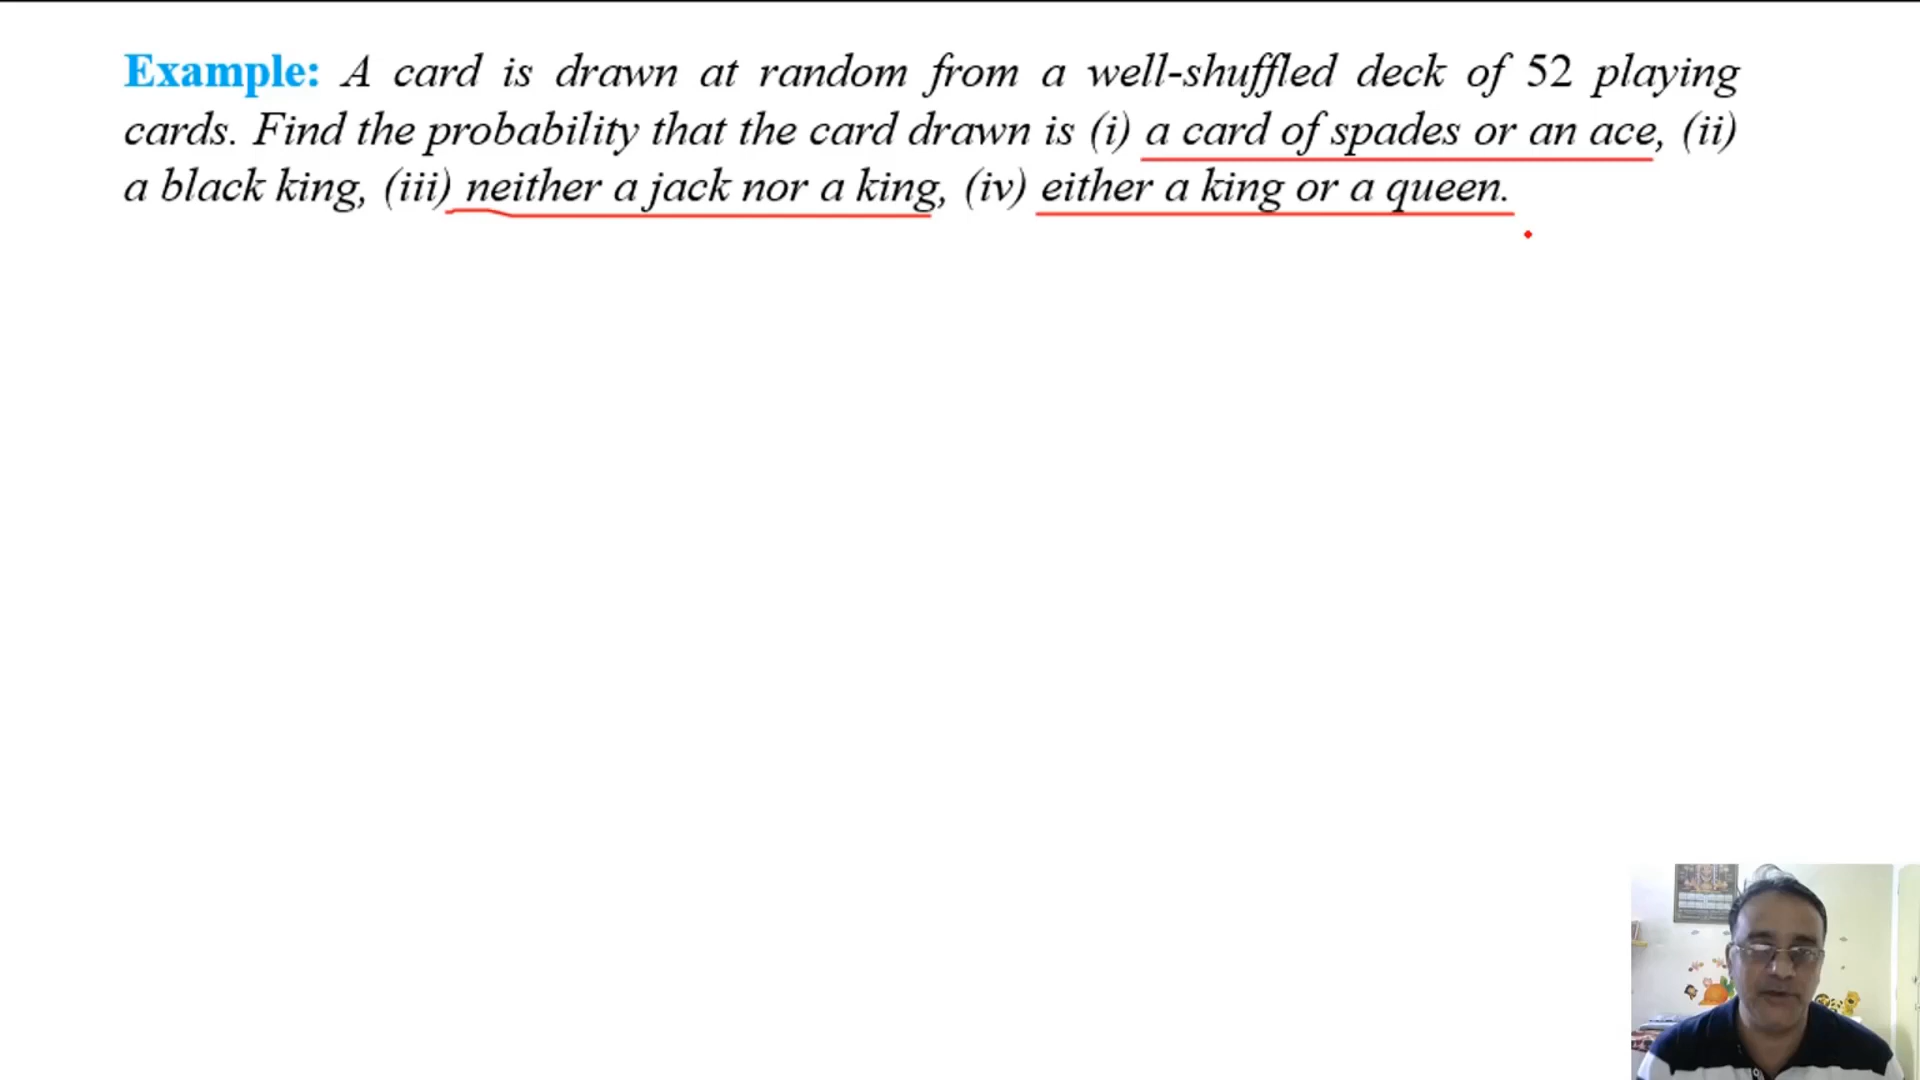 Example: A card is drawn at random from a well-shuffled deck of 52 playing
cards. Find the probability that the card drawn is (i) a card of spades or an ace, (ii)
a black king, (iii) neither a jack nor a king, (iv) either a king or a queen.